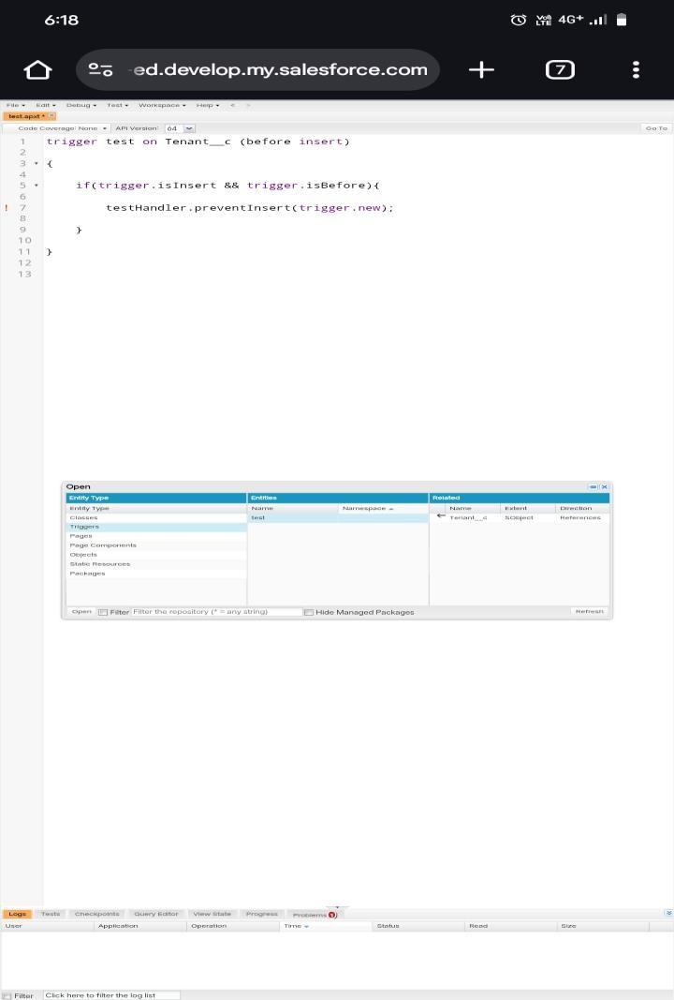 6:18 Vo)) LTE 4G+
-ed.develop.my.salesforce.com 7
File Edit Debug Test Workspace Help < >
test.apxt *
Code Coverage: None API Version: 64 Go To
1 trigger test on Tenant__c (before insert)
2
3 {
4
5 if(trigger.isInsert && trigger.isBefore){
6
! 7 testHandler.preventInsert(trigger.new);
8
9 }
10
11 }
12
13
Open
Entity Type Entities Related
Entity Type Name Namespace Name Extent Direction
Classes test Tenant__c SObject References
Triggers
Pages
Page Components
Objects
Static Resources
Packages
Open Filter Filter the repository (* = any string) Hide Managed Packages Refresh
Logs Tests Checkpoints Query Editor View State Progress Problems 1
User Application Operation Time Status Read Size
Filter Click here to filter the log list